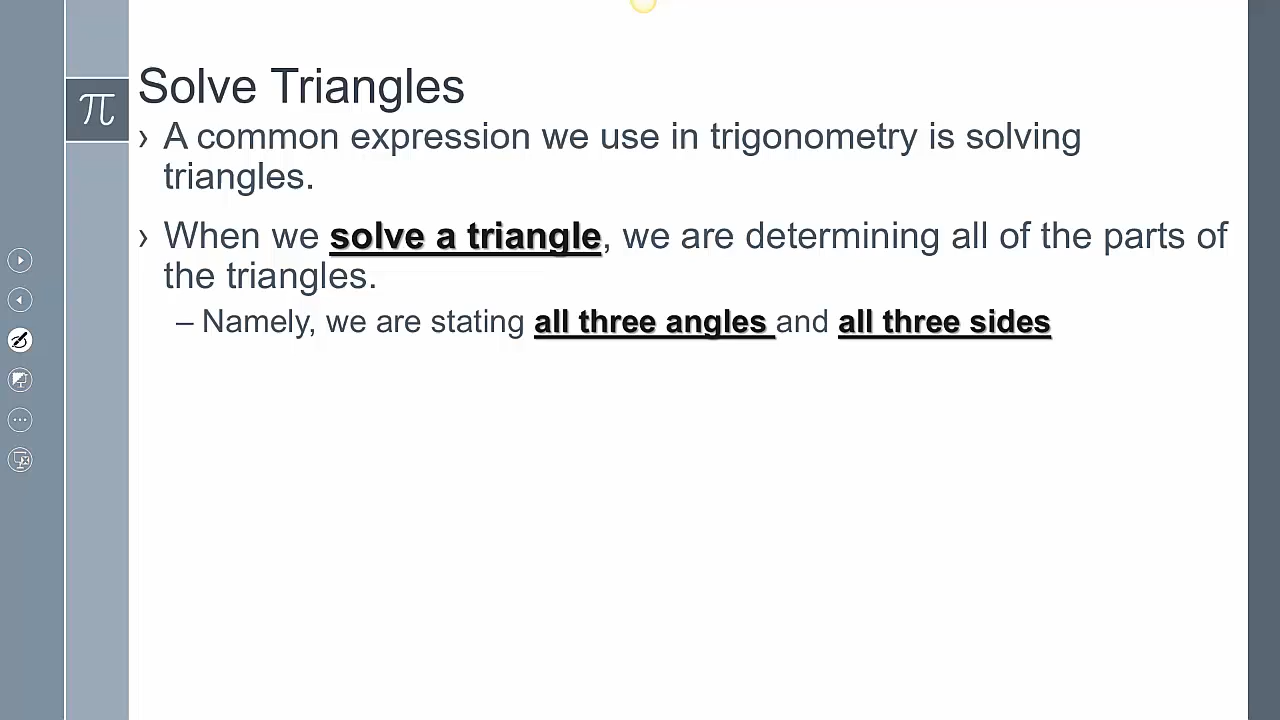 Solve Triangles
π
› A common expression we use in trigonometry is solving
triangles.
› When we solve a triangle, we are determining all of the parts of
the triangles.
– Namely, we are stating all three angles and all three sides